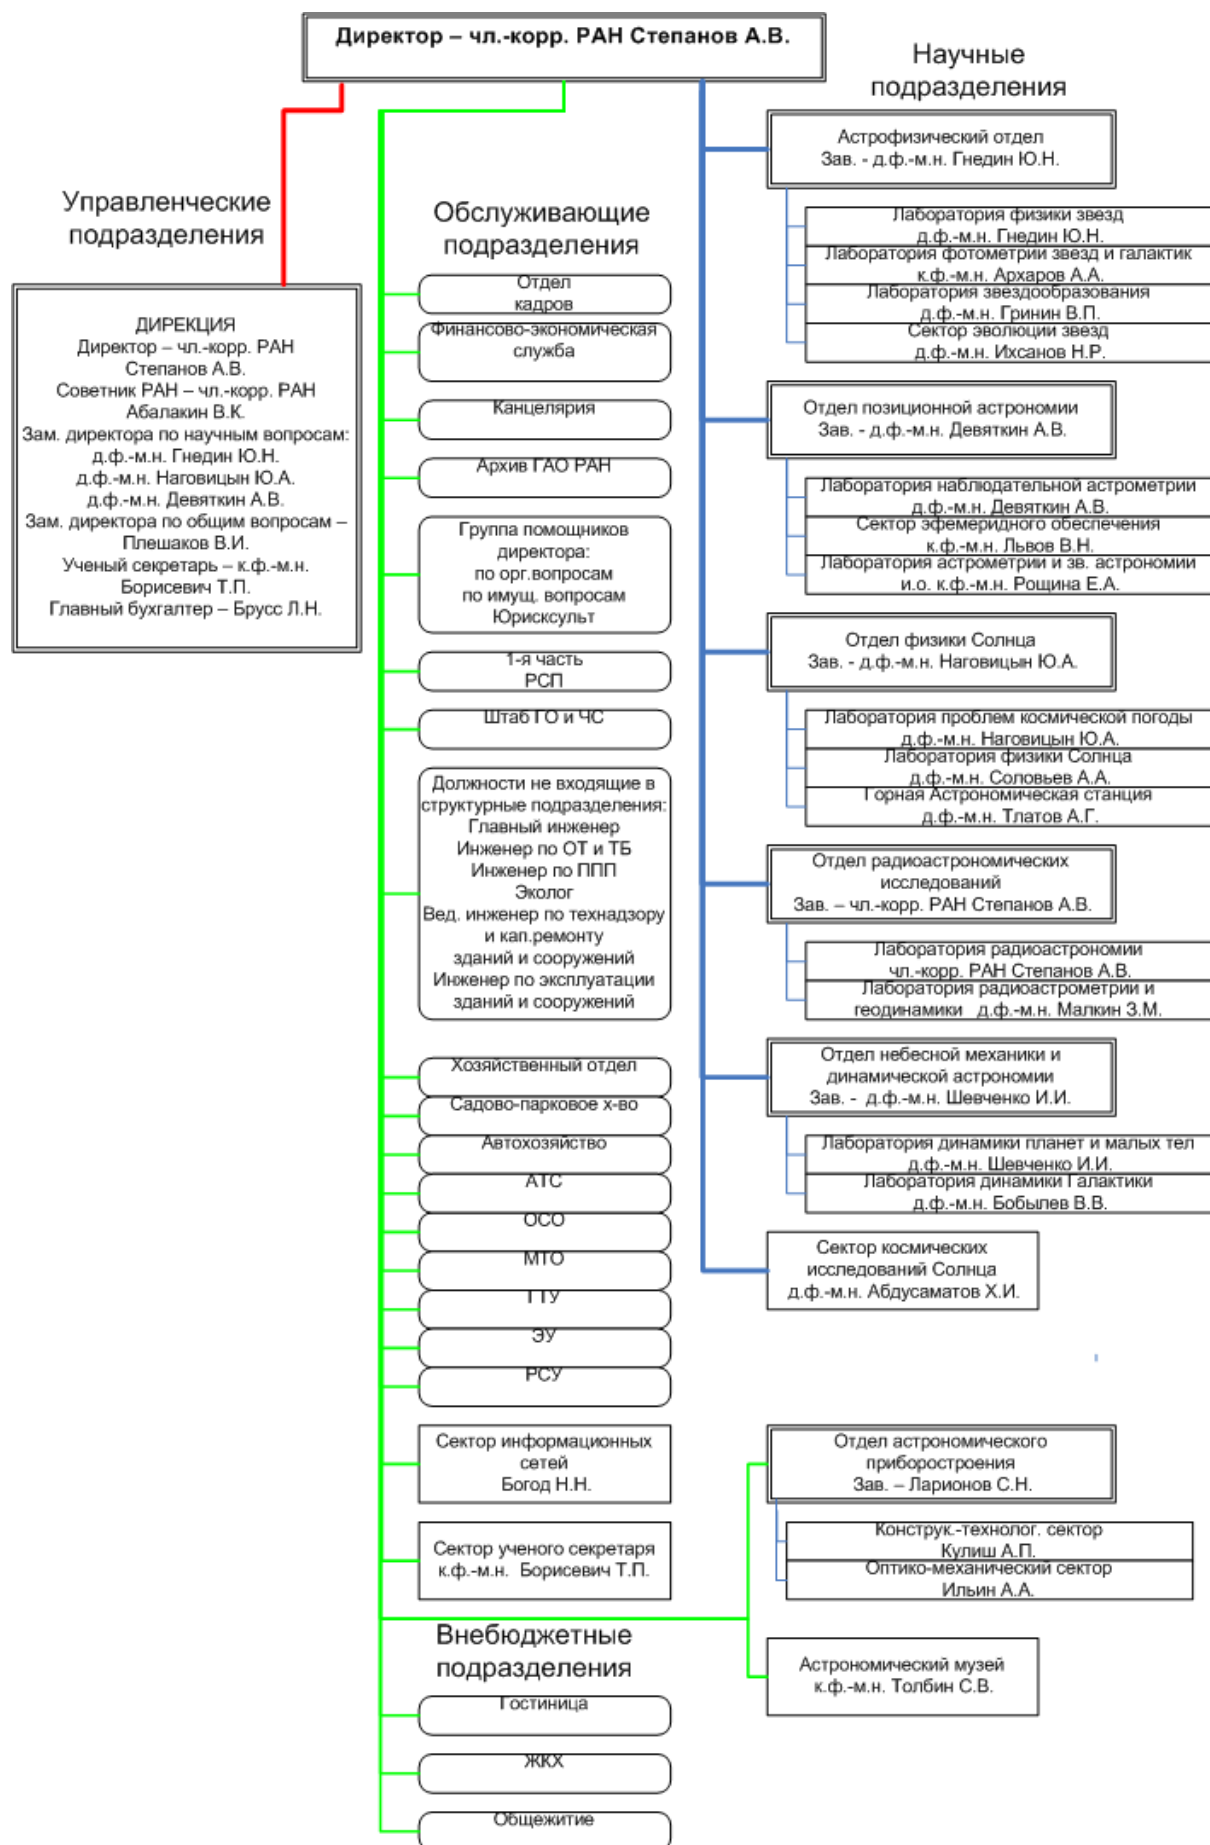 Директор – чл.-корр. РАН Степанов А.В.
Управленческие
подразделения
ДИРЕКЦИЯ
Директор – чл.-корр. РАН
Степанов А.В.
Советник РАН – чл.-корр. РАН
Абалакин В.К.
Зам. директора по научным вопросам:
д.ф.-м.н. Гнедин Ю.Н.
д.ф.-м.н. Наговицын Ю.А.
д.ф.-м.н. Девяткин А.В.
Зам. директора по общим вопросам –
Плешаков В.И.
Ученый секретарь – к.ф.-м.н.
Борисевич Т.П.
Главный бухгалтер – Брусс Л.Н.
Обслуживающие
подразделения
Отдел
кадров
Финансово-экономическая
служба
Канцелярия
Архив ГАО РАН
Группа помощников
директора:
по орг.вопросам
по имущ. вопросам
Юрисксульт
1-я часть
РСП
Штаб ГО и ЧС
Должности не входящие в
структурные подразделения:
Главный инженер
Инженер по ОТ и ТБ
Инженер по ППП
Эколог
Вед. инженер по технадзору
и кап.ремонту
зданий и сооружений
Инженер по эксплуатации
зданий и сооружений
Хозяйственный отдел
Садово-парковое х-во
Автохозяйство
АТС
ОСО
МТО
ТТУ
ЭУ
РСУ
Сектор информационных
сетей
Богод Н.Н.
Сектор ученого секретаря
к.ф.-м.н. Борисевич Т.П.
Внебюджетные
подразделения
Гостиница
ЖКХ
Общежитие
Научные
подразделения
Астрофизический отдел
Зав. - д.ф.-м.н. Гнедин Ю.Н.
Лаборатория физики звезд
д.ф.-м.н. Гнедин Ю.Н.
Лаборатория фотометрии звезд и галактик
к.ф.-м.н. Архаров А.А.
Лаборатория звездообразования
д.ф.-м.н. Гринин В.П.
Сектор эволюции звезд
д.ф.-м.н. Ихсанов Н.Р.
Отдел позиционной астрономии
Зав. - д.ф.-м.н. Девяткин А.В.
Лаборатория наблюдательной астрометрии
д.ф.-м.н. Девяткин А.В.
Сектор эфемеридного обеспечения
к.ф.-м.н. Львов В.Н.
Лаборатория астрометрии и зв. астрономии
и.о. к.ф.-м.н. Рощина Е.А.
Отдел физики Солнца
Зав. - д.ф.-м.н. Наговицын Ю.А.
Лаборатория проблем космической погоды
д.ф.-м.н. Наговицын Ю.А.
Лаборатория физики Солнца
д.ф.-м.н. Соловьев А.А.
Горная Астрономическая станция
д.ф.-м.н. Тлатов А.Г.
Отдел радиоастрономических
исследований
Зав. – чл.-корр. РАН Степанов А.В.
Лаборатория радиоастрономии
чл.-корр. РАН Степанов А.В.
Лаборатория радиоастрометрии и
геодинамики д.ф.-м.н. Малкин З.М.
Отдел небесной механики и
динамической астрономии
Зав. - д.ф.-м.н. Шевченко И.И.
Лаборатория динамики планет и малых тел
д.ф.-м.н. Шевченко И.И.
Лаборатория динамики Галактики
д.ф.-м.н. Бобылев В.В.
Сектор космических
исследований Солнца
д.ф.-м.н. Абдусаматов Х.И.
Отдел астрономического
приборостроения
Зав. – Ларионов С.Н.
Конструк.-технолог. сектор
Кулиш А.П.
Оптико-механический сектор
Ильин А.А.
Астрономический музей
к.ф.-м.н. Толбин С.В.